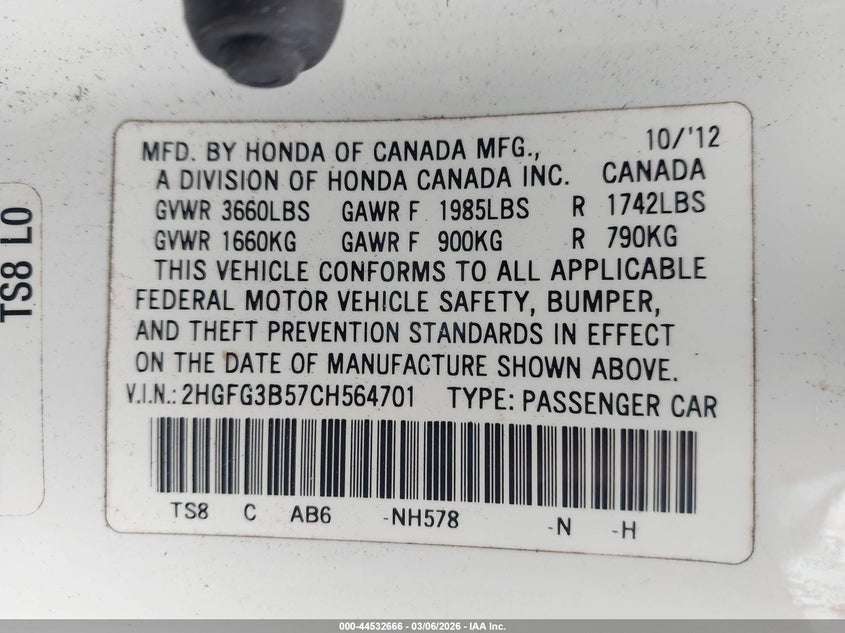 MFD. BY HONDA OF CANADA MFG., 10/'12
A DIVISION OF HONDA CANADA INC. CANADA
GVWR 3660LBS GAWR F 1985LBS R 1742LBS
GVWR 1660KG GAWR F 900KG R 790KG
THIS VEHICLE CONFORMS TO ALL APPLICABLE
FEDERAL MOTOR VEHICLE SAFETY, BUMPER,
AND THEFT PREVENTION STANDARDS IN EFFECT
ON THE DATE OF MANUFACTURE SHOWN ABOVE.
V.I.N.: 2HGFG3B57CH564701 TYPE: PASSENGER CAR
TS8 C AB6 -NH578 -N -H
TS8 L0
000-44532666 - 03/06/2026 - IAA Inc.